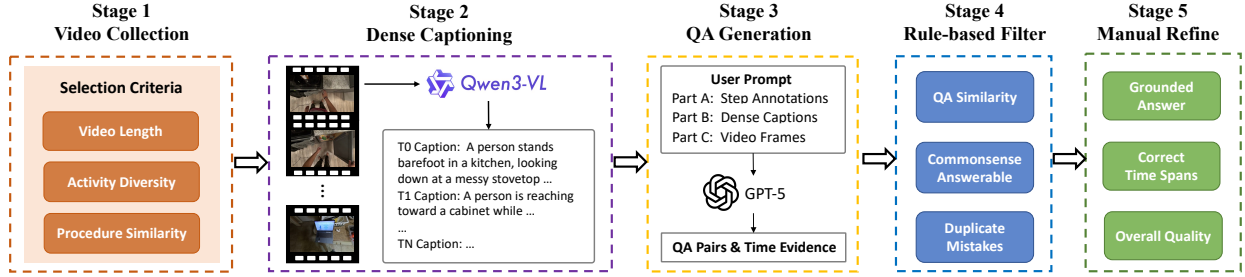 Stage 1
Video Collection
Selection Criteria
Video Length
Activity Diversity
Procedure Similarity
Stage 2
Dense Captioning
Qwen3-VL
T0 Caption: A person stands
barefoot in a kitchen, looking
down at a messy stovetop ...
T1 Caption: A person is reaching
toward a cabinet while ...
...
TN Caption: ...
Stage 3
QA Generation
User Prompt
Part A: Step Annotations
Part B: Dense Captions
Part C: Video Frames
GPT-5
QA Pairs & Time Evidence
Stage 4
Rule-based Filter
QA Similarity
Commonsense
Answerable
Duplicate
Mistakes
Stage 5
Manual Refine
Grounded
Answer
Correct
Time Spans
Overall Quality